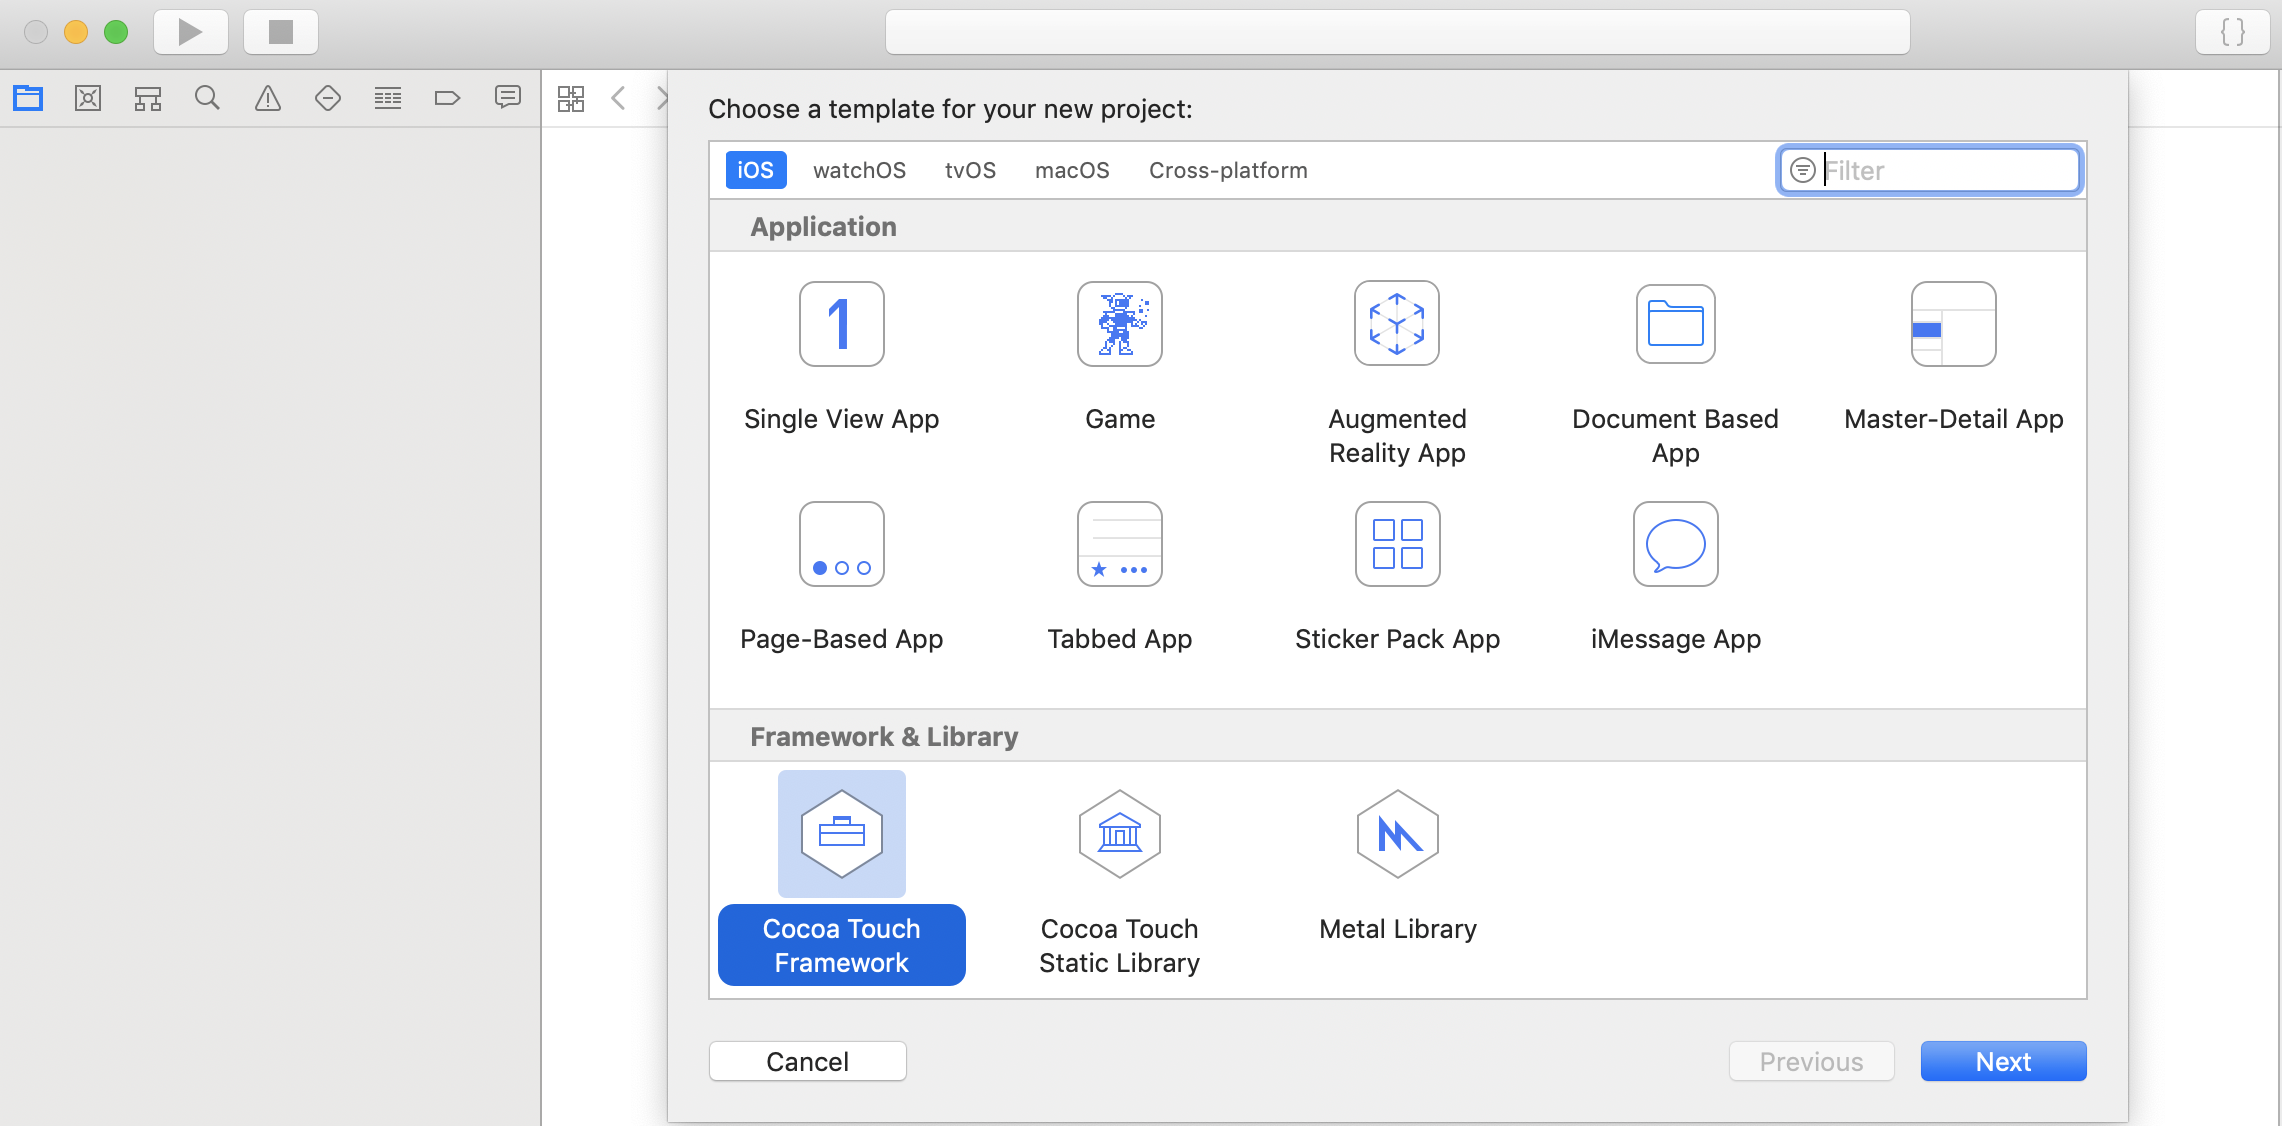 Choose a template for your new project:
iOS watchOS tvOS macOS Cross-platform Filter
Application
1
Single View App Game Augmented Document Based Master-Detail App
Reality App App
Page-Based App Tabbed App Sticker Pack App iMessage App
Framework & Library
Cocoa Touch Cocoa Touch Metal Library
Framework Static Library
Cancel Previous Next